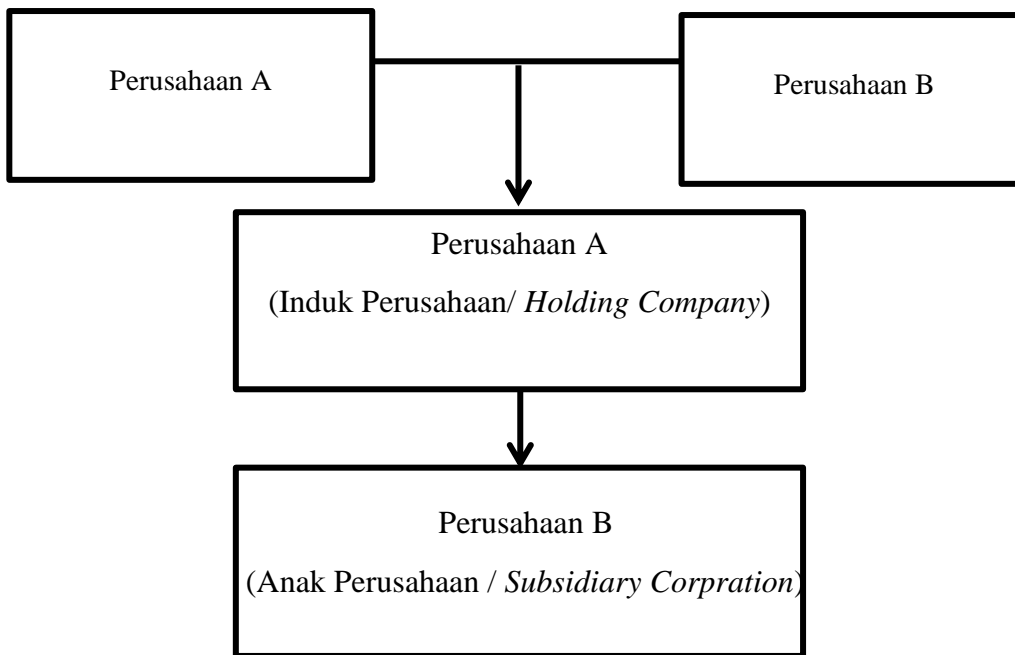 Perusahaan A
Perusahaan B
Perusahaan A
(Induk Perusahaan/ Holding Company)
Perusahaan B
(Anak Perusahaan / Subsidiary Corpration)